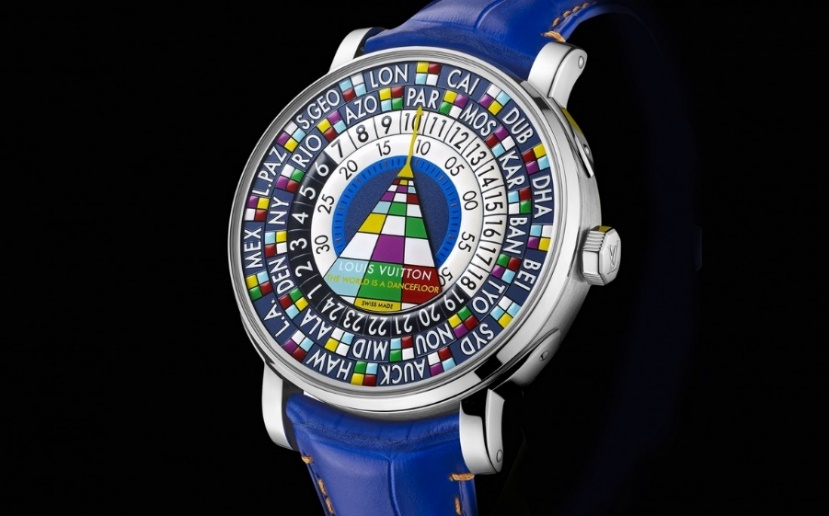 LON
CAI
DUB
DHA
BEI
SYD
AUCK
HAW
L.A.
MEX
L.PAZ
S.GEO
PAR
MOS
KAR
BAN
TYO
NOU
MID
ALA
DEN
NY
RIO
AZO
1 2 3 4 5 6 7 8 9 10 11 12 13 14 15 16 17 18 19 20 21 22 23 24
30 25 20 15 10 05 00 55 50
LOUIS VUITTON
THE WORLD IS A DANCEFLOOR
SWISS MADE
LV